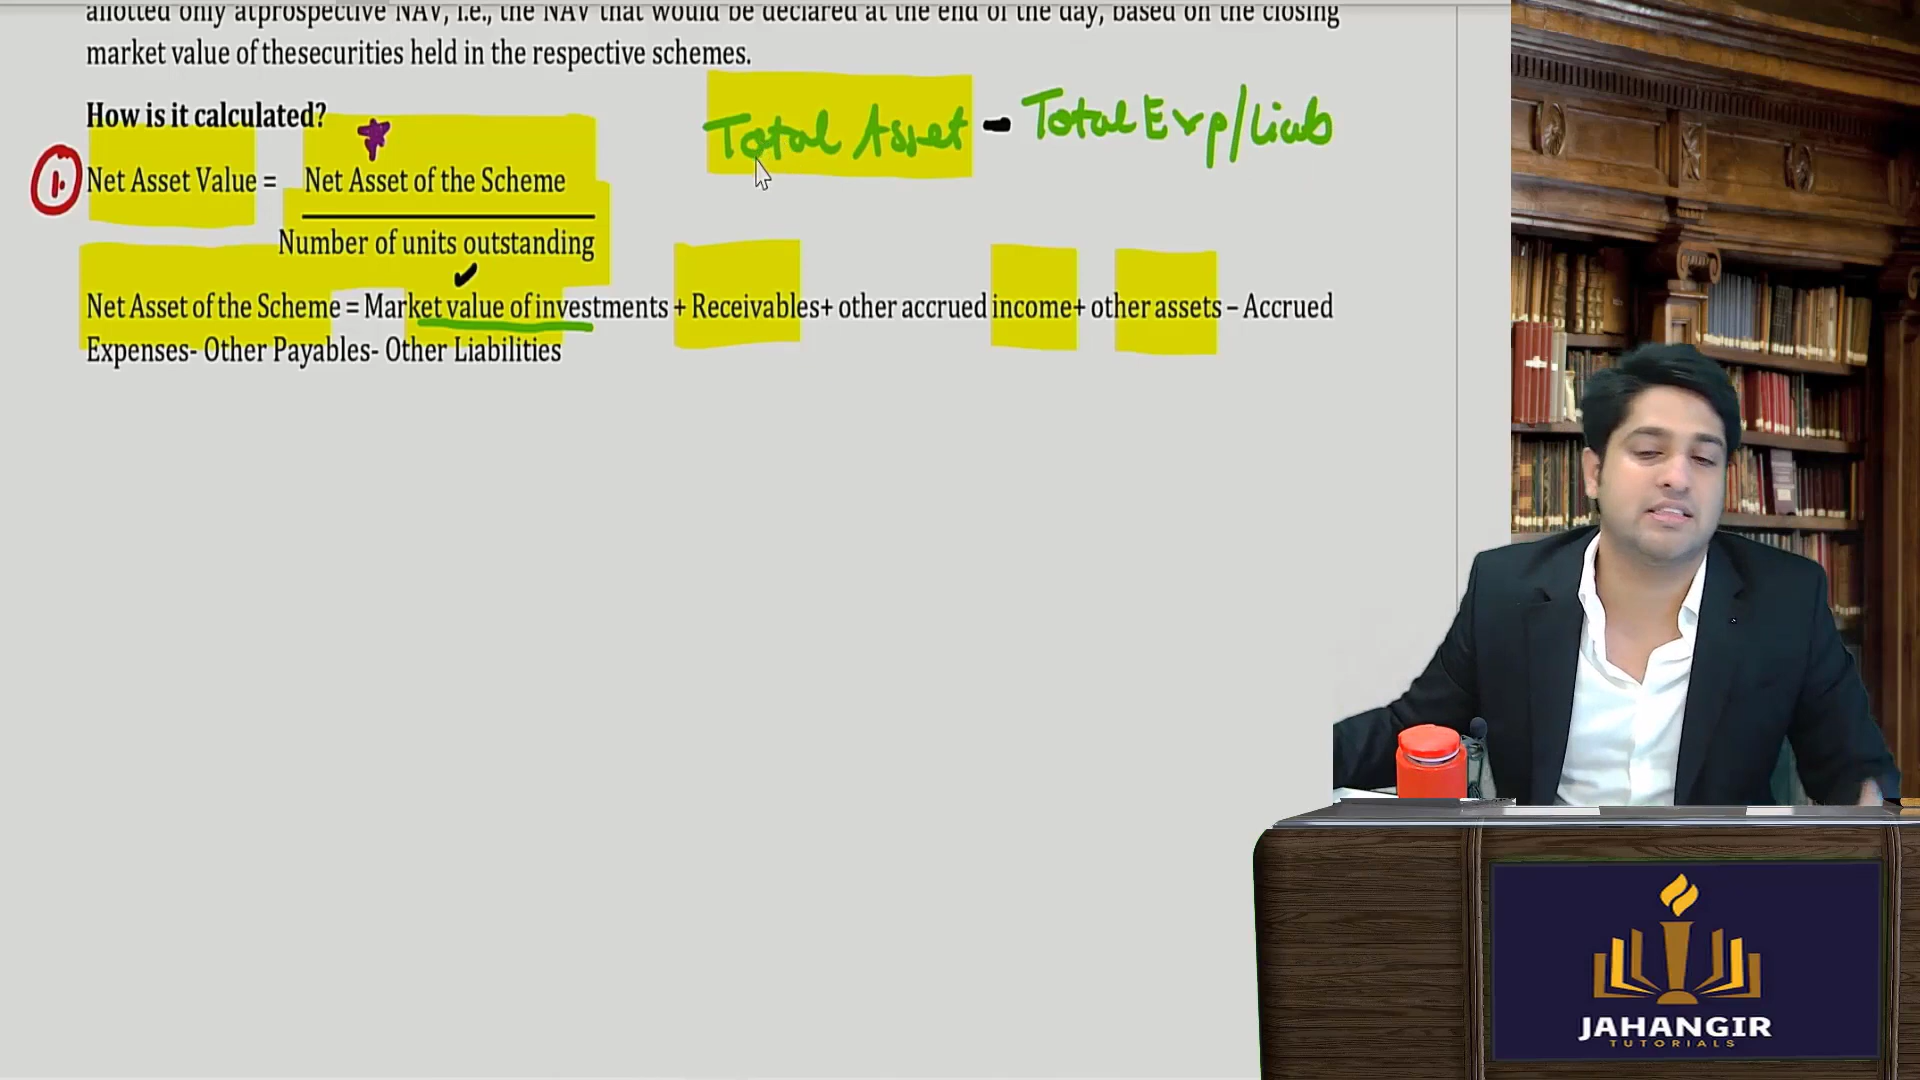 allotted only atprospective NAV, i.e., the NAV that would be declared at the end of the day, based on the closing
market value of thesecurities held in the respective schemes.
How is it calculated?
Total Asset - Total Exp/Liab
1. Net Asset Value = Net Asset of the Scheme
Number of units outstanding
Net Asset of the Scheme = Market value of investments + Receivables+ other accrued income+ other assets – Accrued
Expenses- Other Payables- Other Liabilities
JAHANGIR
TUTORIALS